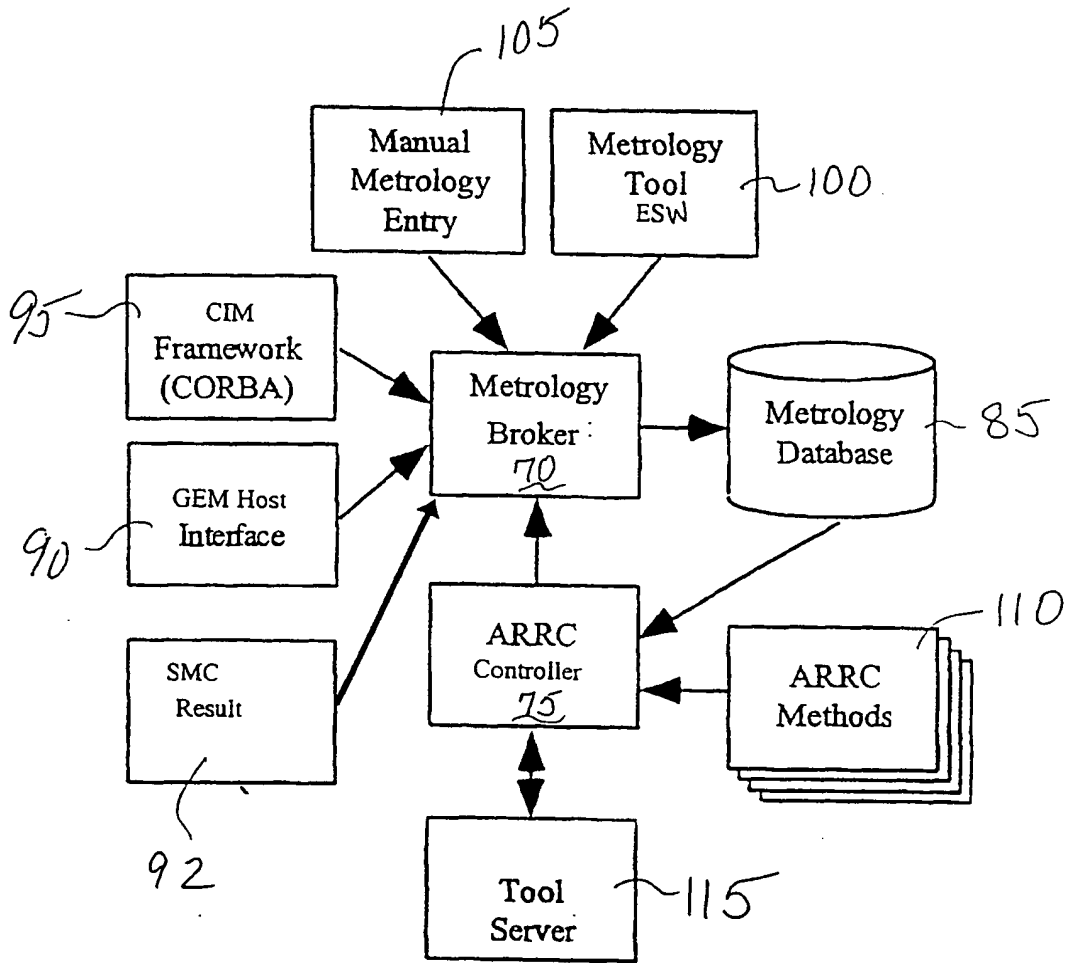 105
Manual
Metrology
Entry
Metrology
Tool
ESW
100
95
CIM
Framework
(CORBA)
Metrology
Broker :
70
Metrology
Database
85
GEM Host
Interface
90
ARRC
Controller
75
110
ARRC
Methods
SMC
Result
92
Tool
Server
115